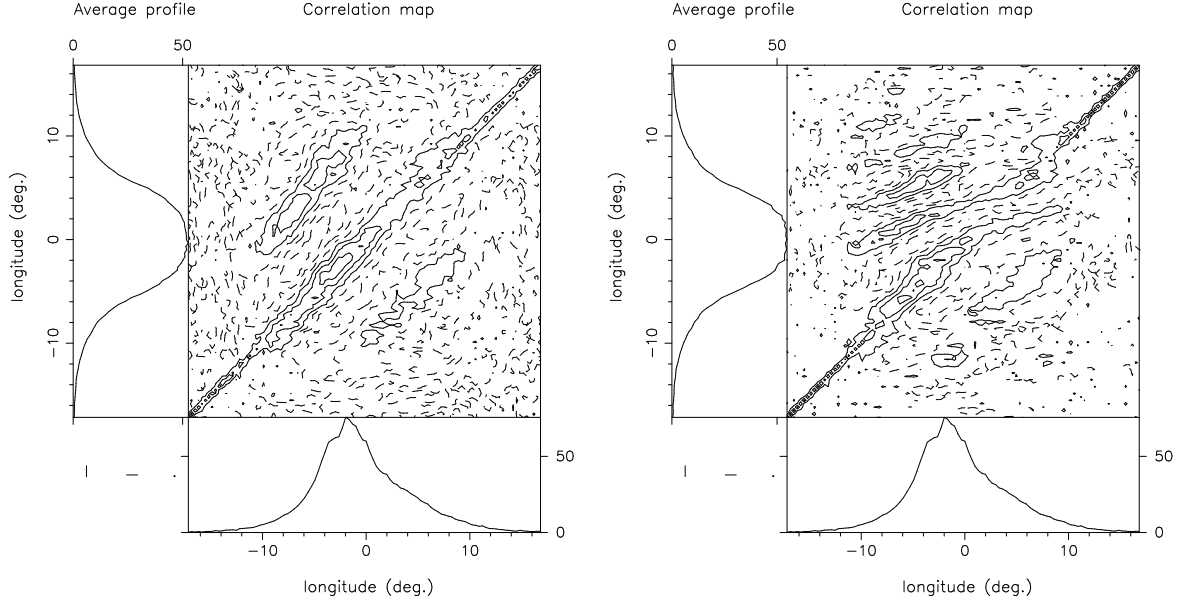 Average profile Correlation map Average profile Correlation map
0 50 0 50
longitude (deg.) longitude (deg.)
10 10
0 0
−10 −10
50 50
0 0
−10 0 10 −10 0 10
longitude (deg.) longitude (deg.)